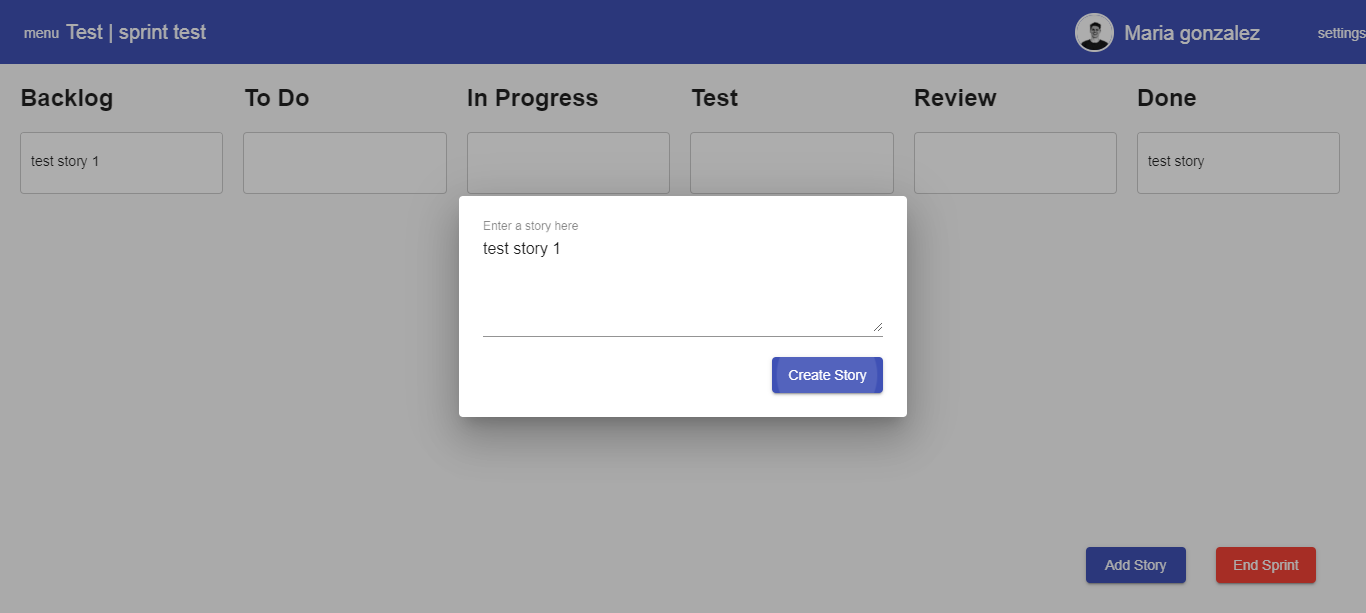 menu Test | sprint test
Maria gonzalez
settings
Backlog
To Do
In Progress
Test
Review
Done
test story 1
test story
Enter a story here
test story 1
Create Story
Add Story
End Sprint